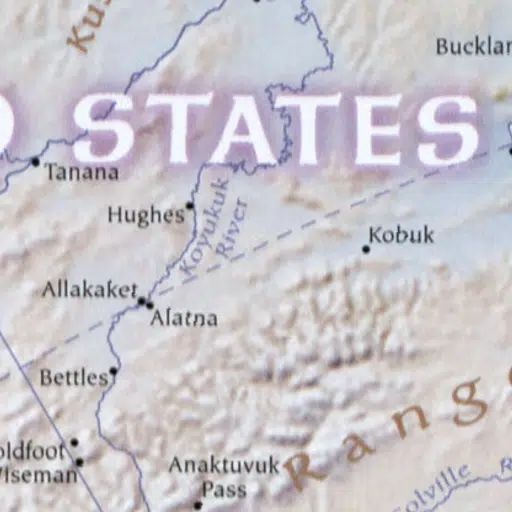 Kus
Bucklan
D STATES
Tanana
Hughes
Koyukuk
River
Kobuk
Allakaket
Alatna
Bettles
Range
oldfoot
Wiseman
Anaktuvuk
Pass
Colville
R